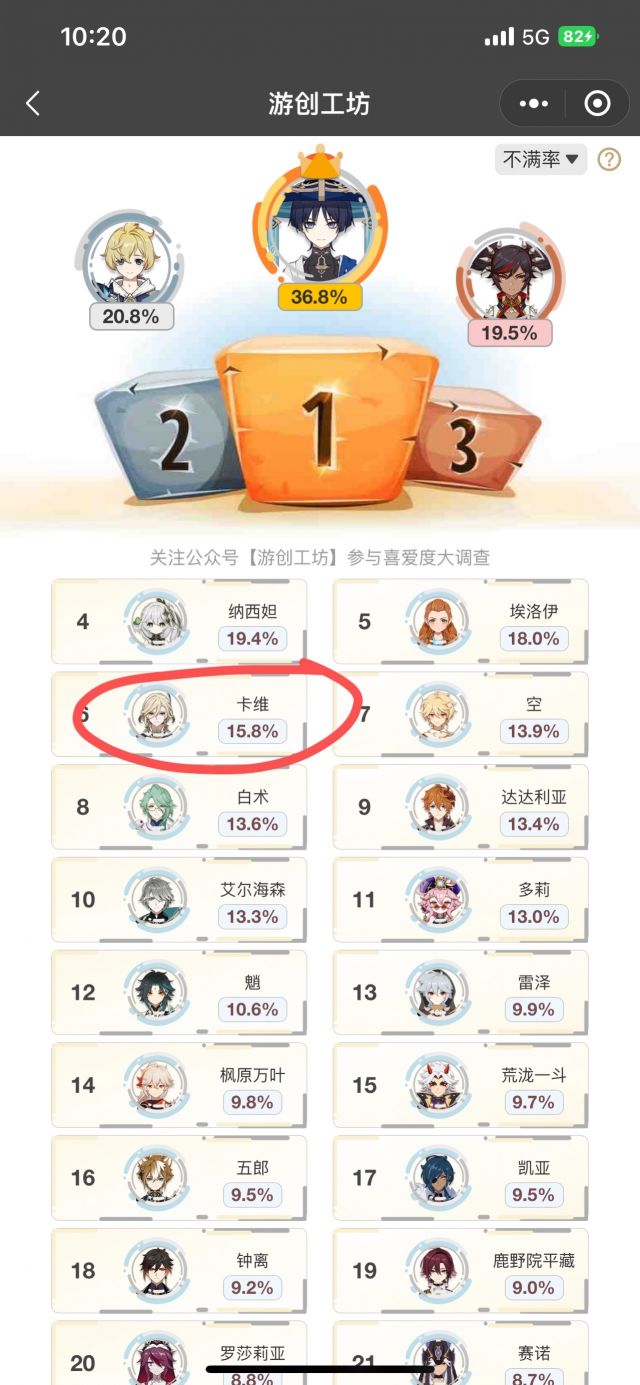 10:20
5G 82
游创工坊
不满率 ?
36.8%
20.8%
19.5%
1
2
3
关注公众号【游创工坊】参与喜爱度大调查
4 纳西妲 19.4%
5 埃洛伊 18.0%
6 卡维 15.8%
7 空 13.9%
8 白术 13.6%
9 达达利亚 13.4%
10 艾尔海森 13.3%
11 多莉 13.0%
12 魈 10.6%
13 雷泽 9.9%
14 枫原万叶 9.8%
15 荒泷一斗 9.7%
16 五郎 9.5%
17 凯亚 9.5%
18 钟离 9.2%
19 鹿野院平藏 9.0%
20 罗莎莉亚 8.8%
21 赛诺 8.7%